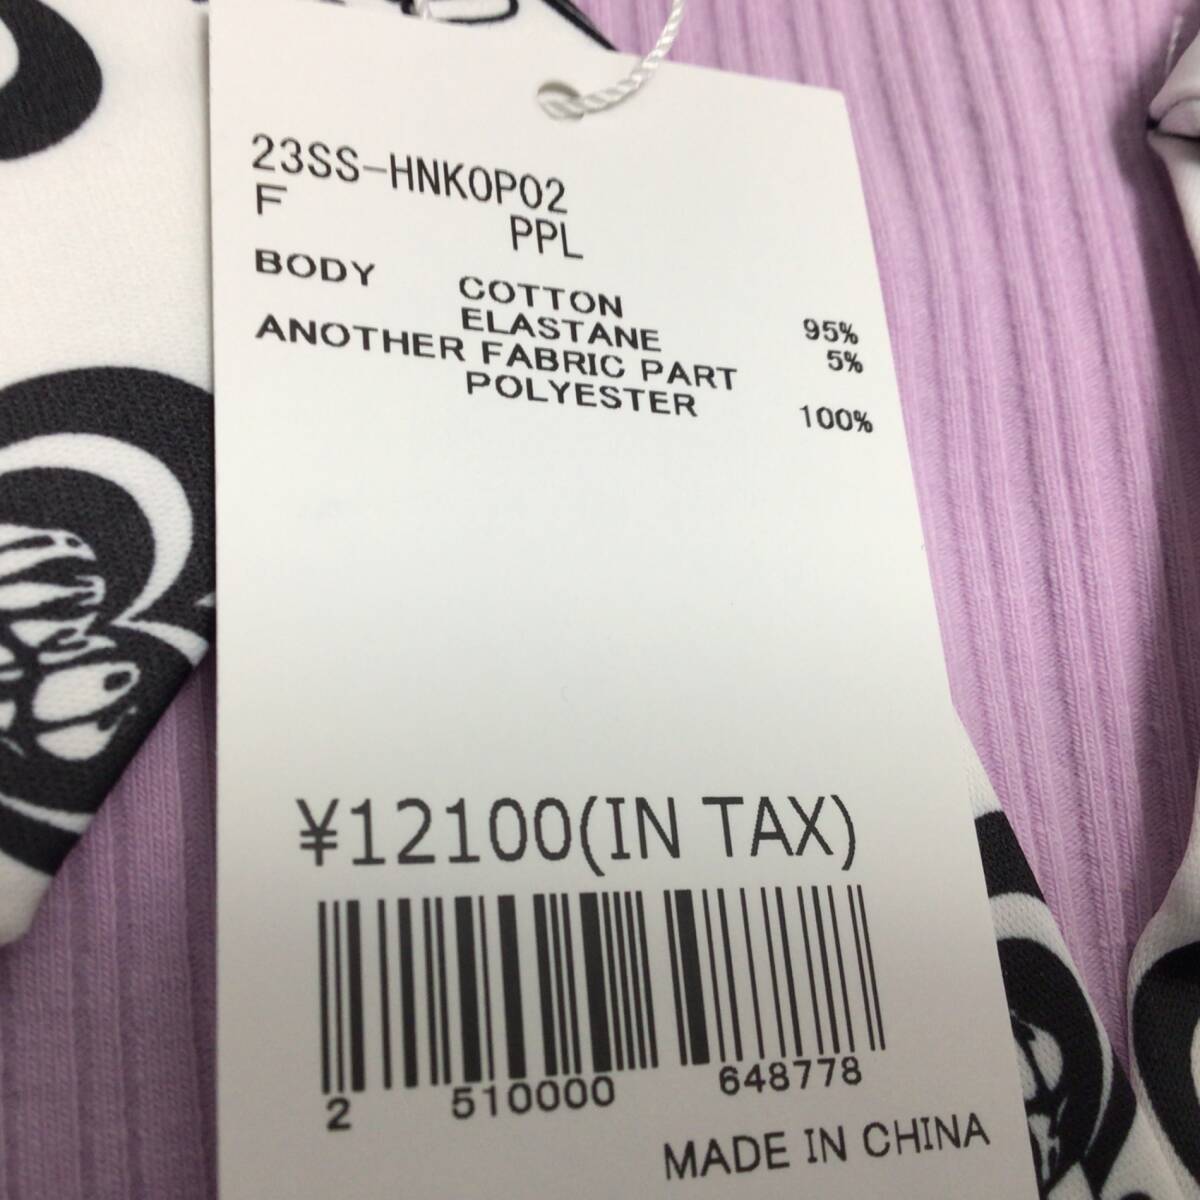 23SS-HNKOP02
F PPL
BODY COTTON 95%
ELASTANE 5%
ANOTHER FABRIC PART
POLYESTER 100%
¥12100(IN TAX)
2 510000 648778
MADE IN CHINA